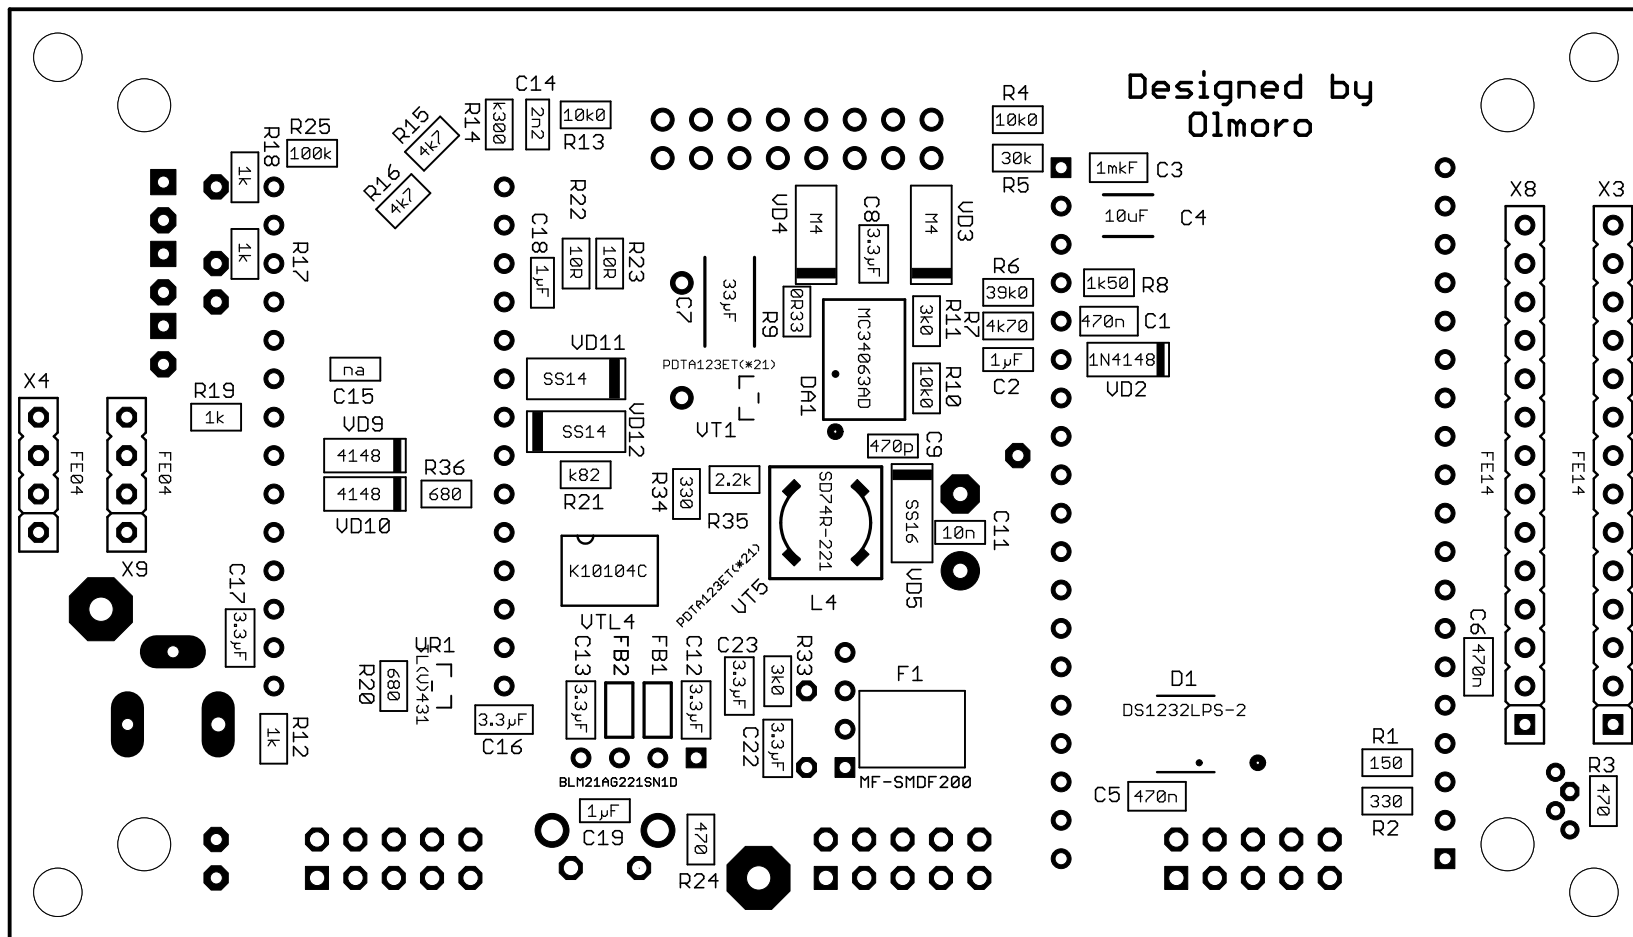 Designed by
Olmoro
C14
R4
R15
R14
k300
2n2
10k0
R13
10k0
R25
R18
100k
4k7
1k
R16
4k7
30k
R5
1mkF
C3
X8
X3
R22
VD4
M4
C8
3.3µF
M4
VD3
10uF
C4
C18
1µF
10R
10R
R23
1k
R17
33µF
C7
R9
0R33
R6
39k0
1k50
R8
MC34063AD
DA1
3k0
R11
R7
4k70
470n
C1
VD11
SS14
PDTA123ET(*21)
VT1
1µF
C2
1N4148
VD2
X4
na
C15
R19
1k
10k0
R10
VD9
4148
SS14
VD12
470p
C9
FE04
FE04
R36
680
4148
VD10
k82
R21
R34
330
2.2k
R35
SD74R-221
L4
SS16
VD5
10n
C11
FE14
FE14
X9
K10104C
VTL4
PDTA123ET(*21)
VT5
C17
3.3µF
UR1
TL(U)431
R20
680
C13
3.3µF
FB2
FB1
C12
3.3µF
C23
3.3µF
R33
3k0
F1
C6
470n
D1
DS1232LPS-2
3.3µF
C16
1k
R12
C22
3.3µF
BLM21AG221SN1D
MF-SMDF200
R1
150
R3
470
C5
470n
330
R2
1µF
C19
470
R24